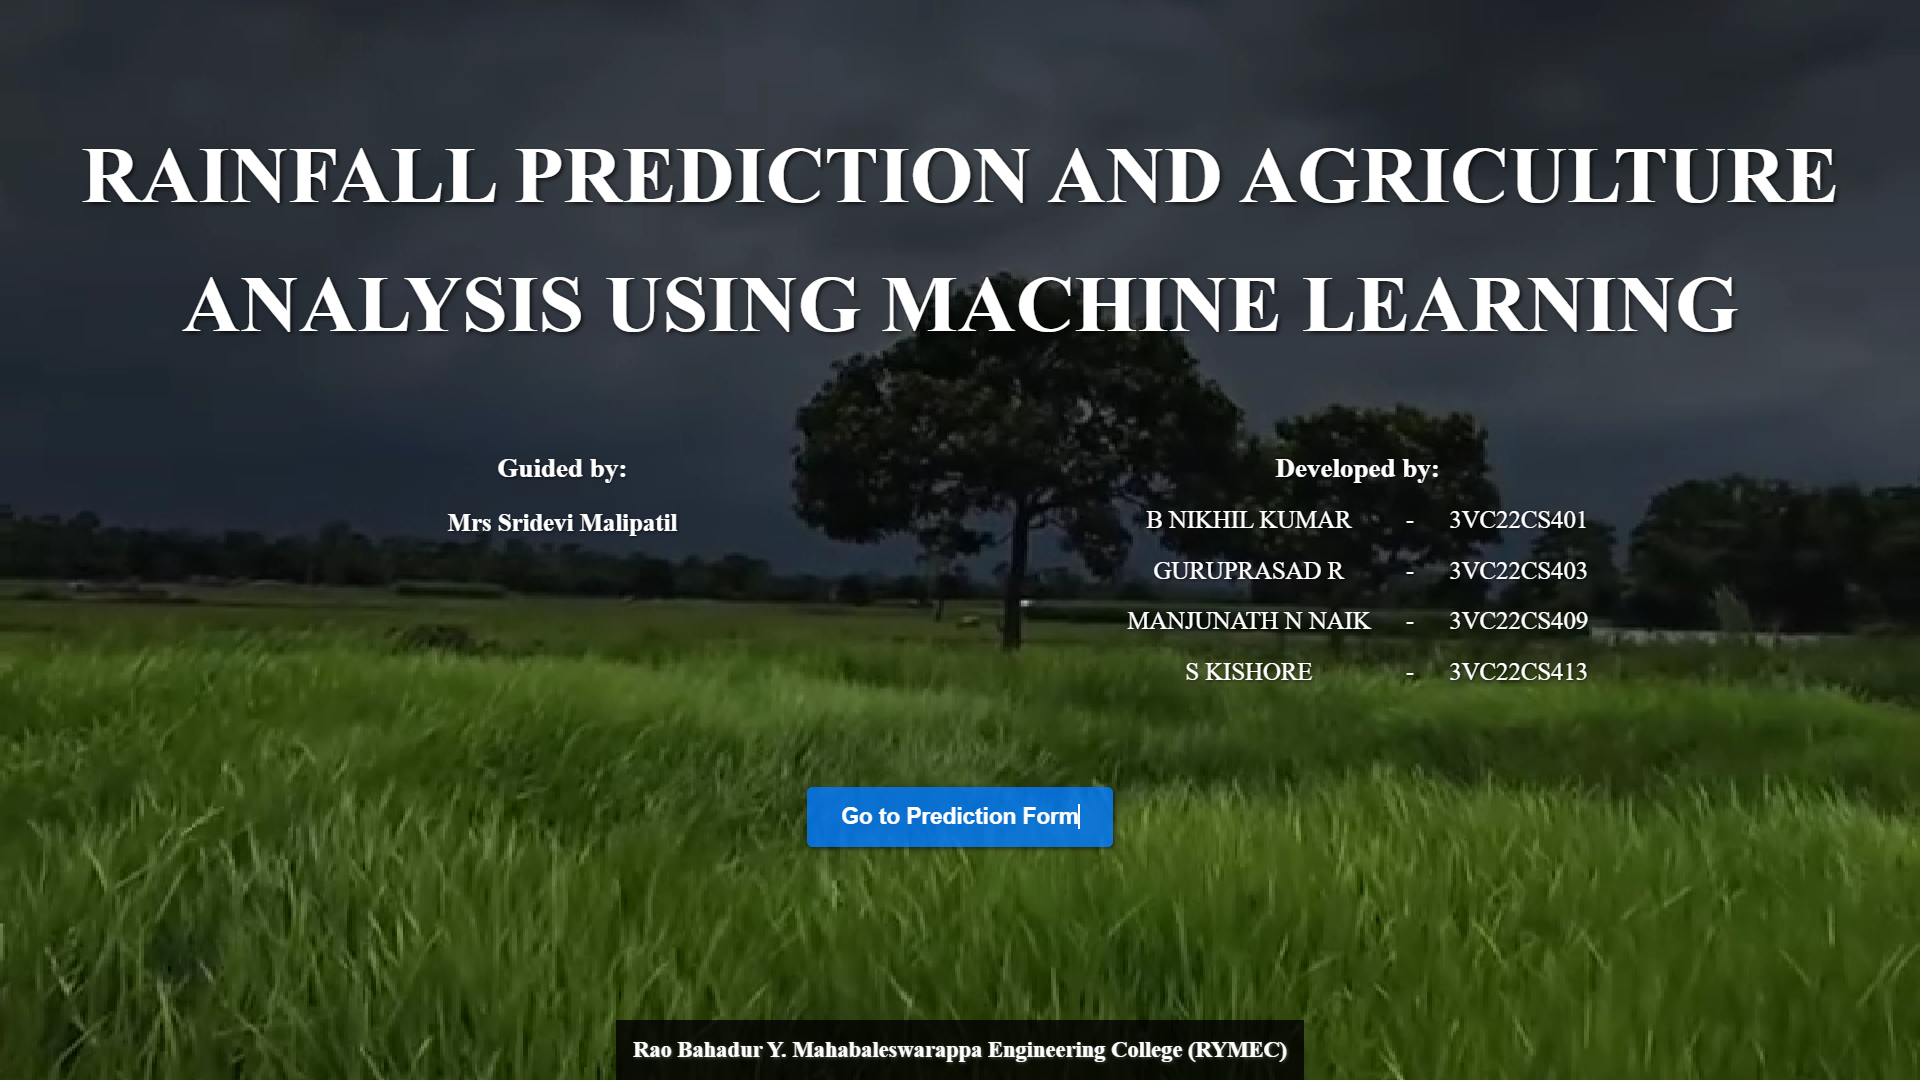 RAINFALL PREDICTION AND AGRICULTURE
ANALYSIS USING MACHINE LEARNING
Guided by:
Mrs Sridevi Malipatil
Developed by:
B NIKHIL KUMAR - 3VC22CS401
GURUPRASAD R - 3VC22CS403
MANJUNATH N NAIK - 3VC22CS409
S KISHORE - 3VC22CS413
Go to Prediction Form
Rao Bahadur Y. Mahabaleswarappa Engineering College (RYMEC)